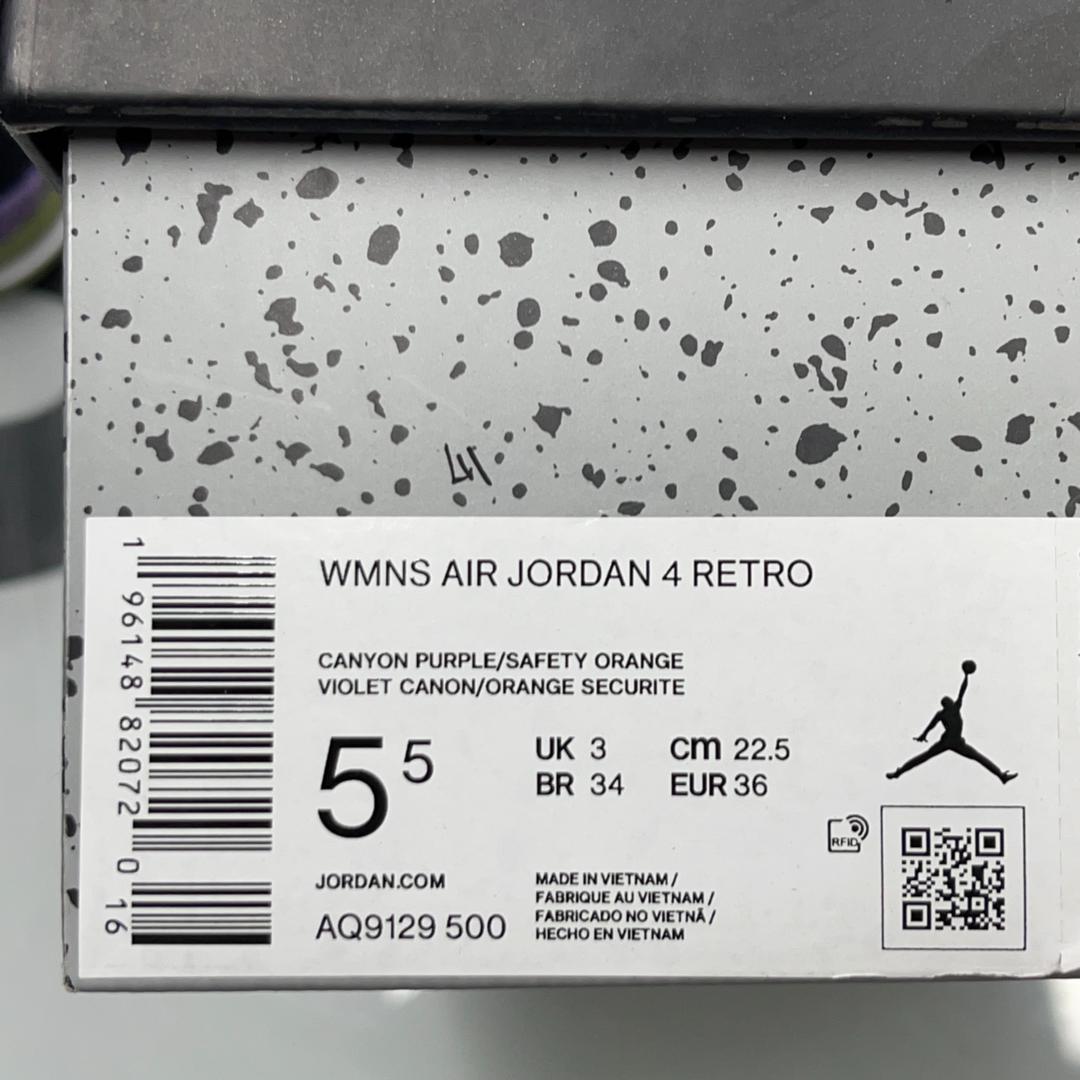 WMNS AIR JORDAN 4 RETRO
CANYON PURPLE/SAFETY ORANGE
VIOLET CANON/ORANGE SECURITE
5 5
UK 3 cm 22.5
BR 34 EUR 36
RFID
JORDAN.COM
AQ9129 500
MADE IN VIETNAM /
FABRIQUE AU VIETNAM /
FABRICADO NO VIETNÃ /
HECHO EN VIETNAM
1 96148 82072 0 16